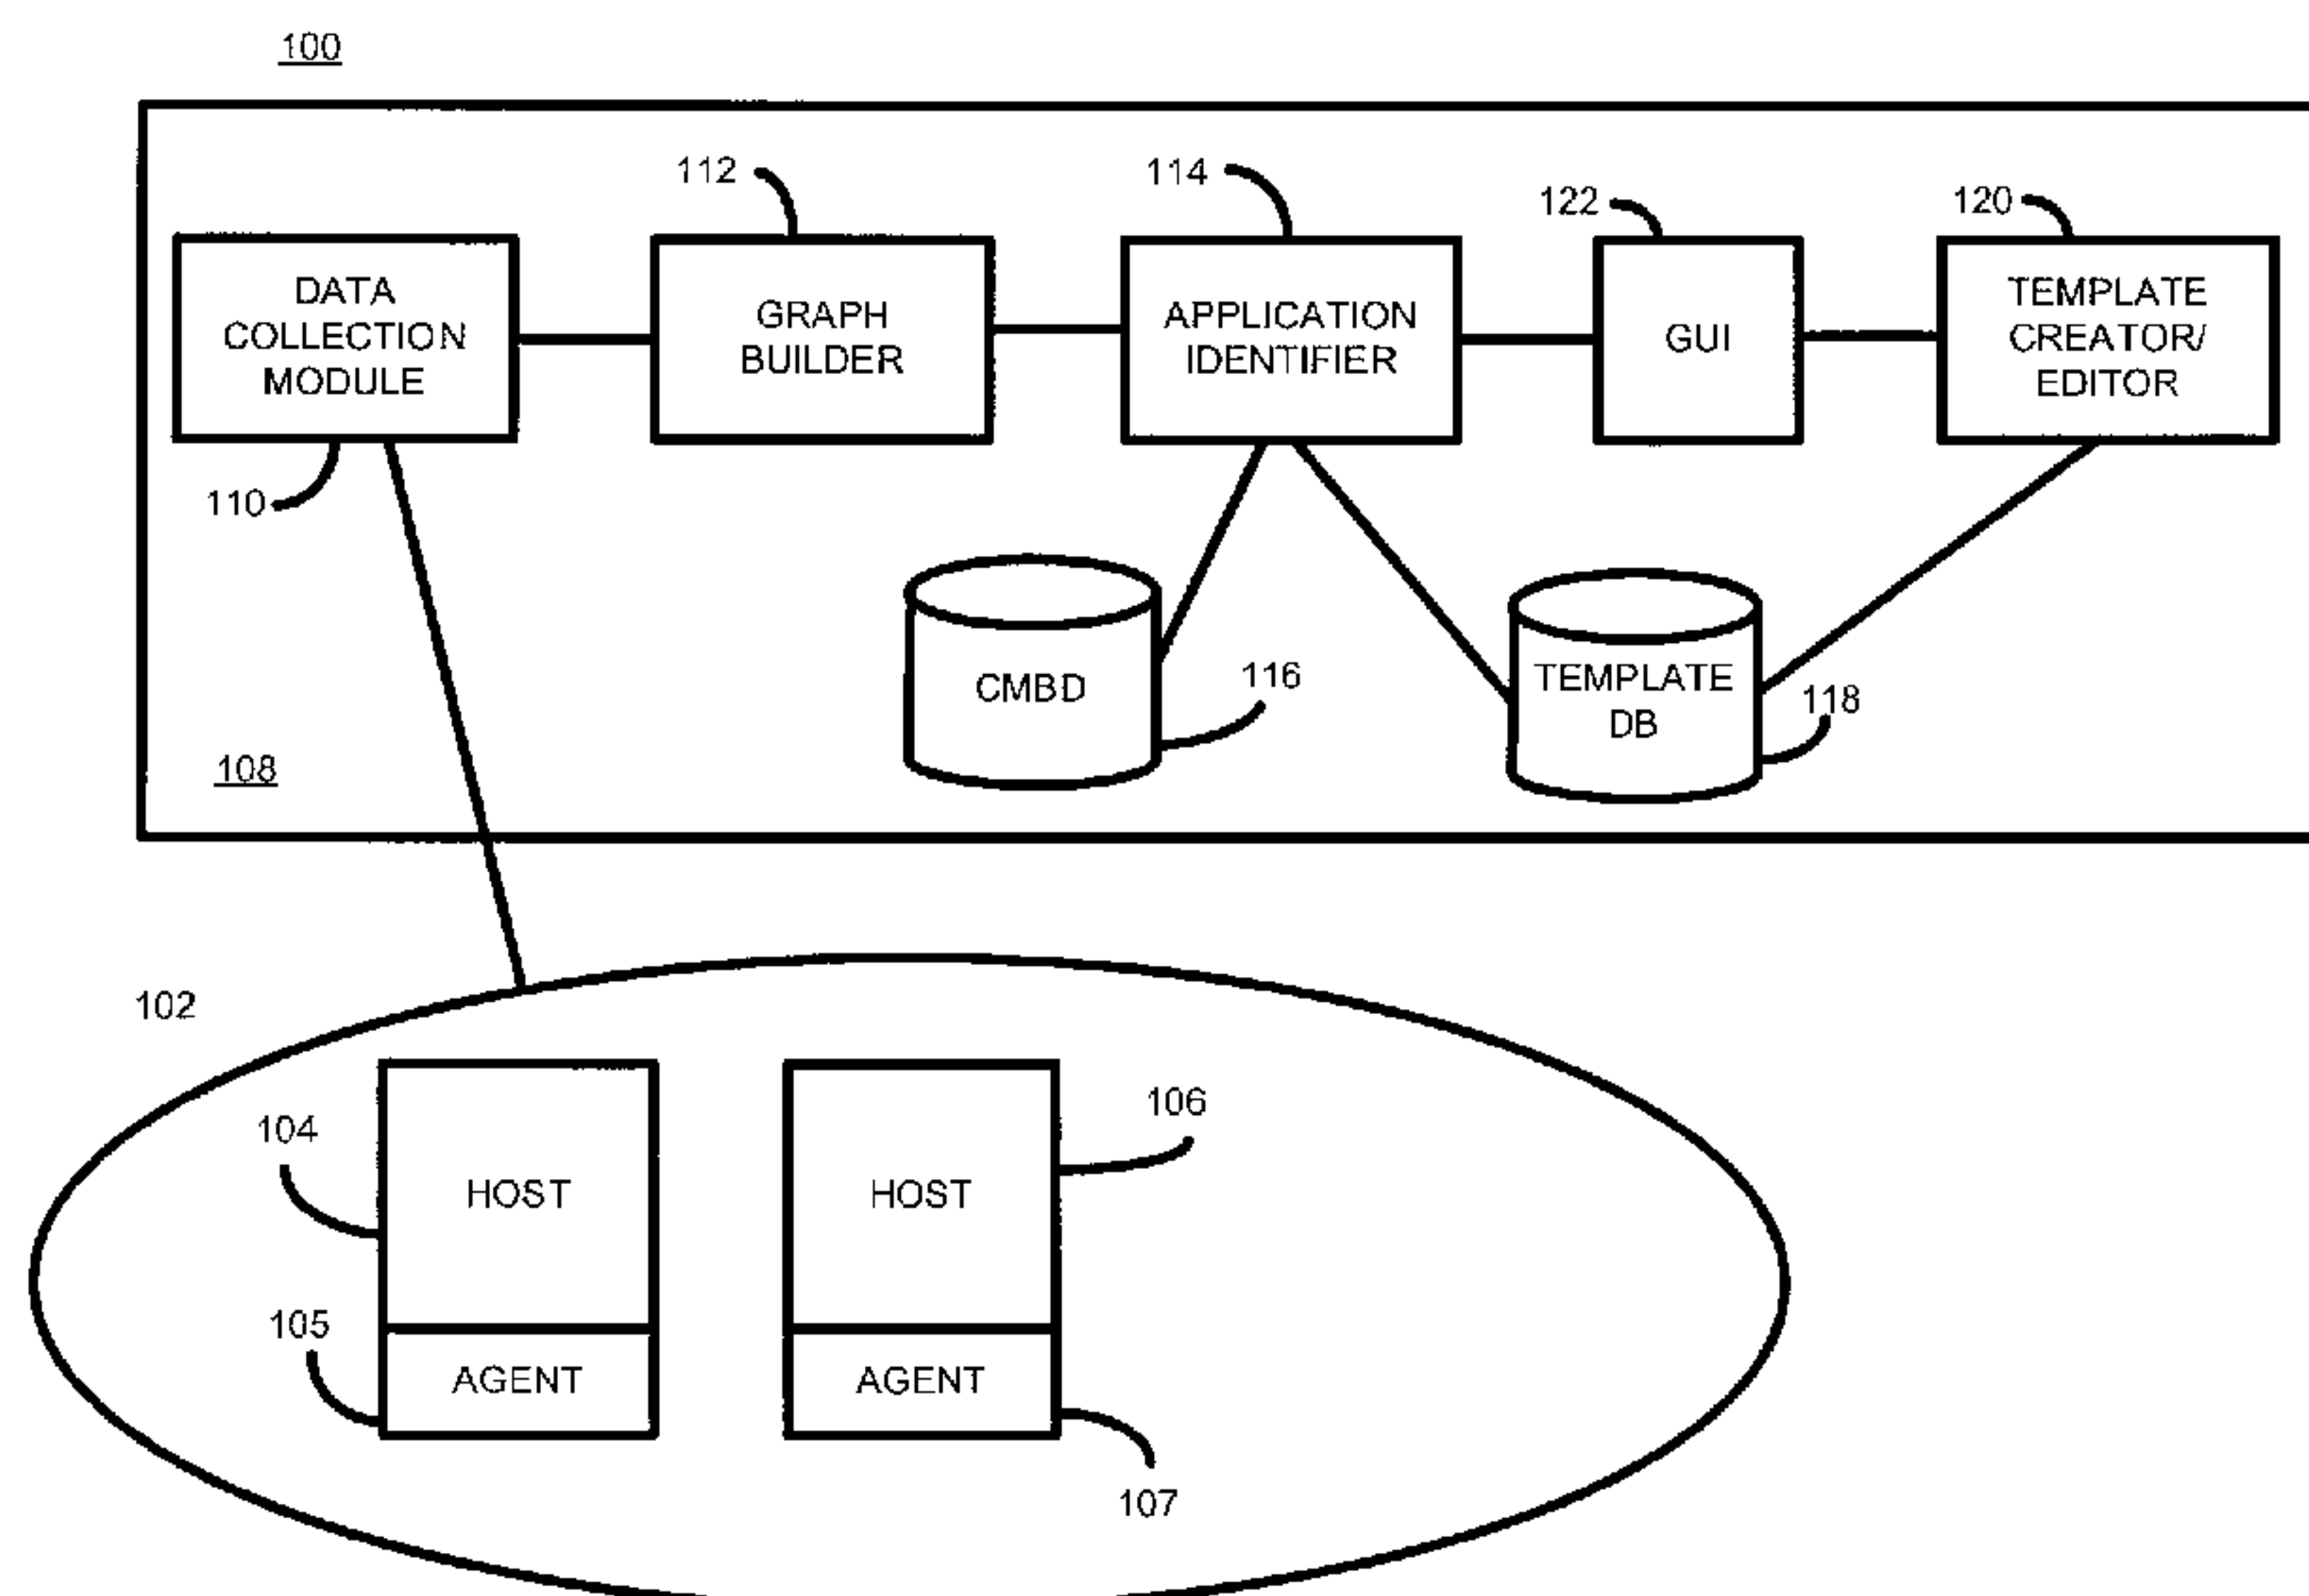 100
112
114
122
120
DATA
COLLECTION
MODULE
GRAPH
BUILDER
APPLICATION
IDENTIFIER
GUI
TEMPLATE
CREATOR/
EDITOR
110
CMBD
116
TEMPLATE
DB
118
108
102
104
HOST
HOST
106
105
AGENT
AGENT
107